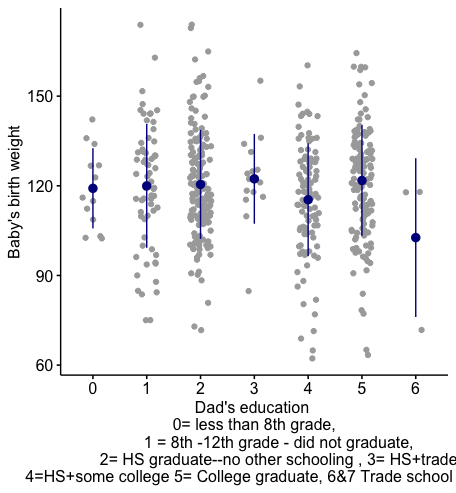 Baby's birth weight
150
120
90
60
0 1 2 3 4 5 6
Dad's education
0= less than 8th grade,
1 = 8th -12th grade - did not graduate,
2= HS graduate--no other schooling , 3= HS+trade
4=HS+some college 5= College graduate, 6&7 Trade school